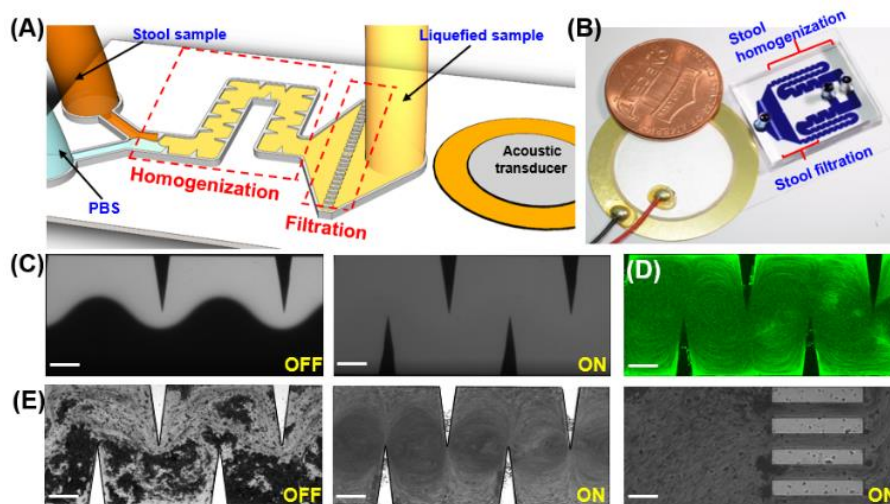 (A)
Stool sample
Liquefied sample
PBS
Homogenization
Filtration
Acoustic
transducer
(B)
Stool
homogenization
Stool filtration
(C)
OFF
ON
(D)
(E)
OFF
ON
ON